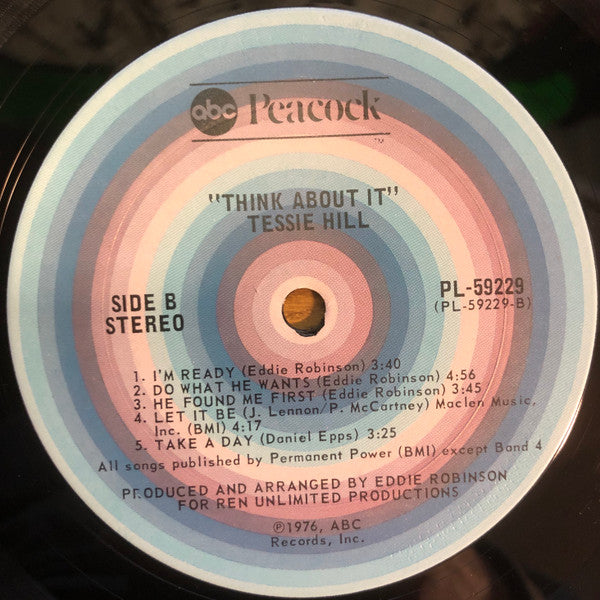 abc Peacock
™
"THINK ABOUT IT"
TESSIE HILL
SIDE B
STEREO
PL-59229
(PL-59229-B)
1. I'M READY (Eddie Robinson) 3:40
2. DO WHAT HE WANTS (Eddie Robinson) 4:56
3. HE FOUND ME FIRST (Eddie Robinson) 3:45
4. LET IT BE (J. Lennon/P. McCartney) Maclen Music,
Inc. (BMI) 4:17
5. TAKE A DAY (Daniel Epps) 3:25
All songs published by Permanent Power (BMI) except Band 4
PRODUCED AND ARRANGED BY EDDIE ROBINSON
FOR REN UNLIMITED PRODUCTIONS
℗1976, ABC
Records, Inc.